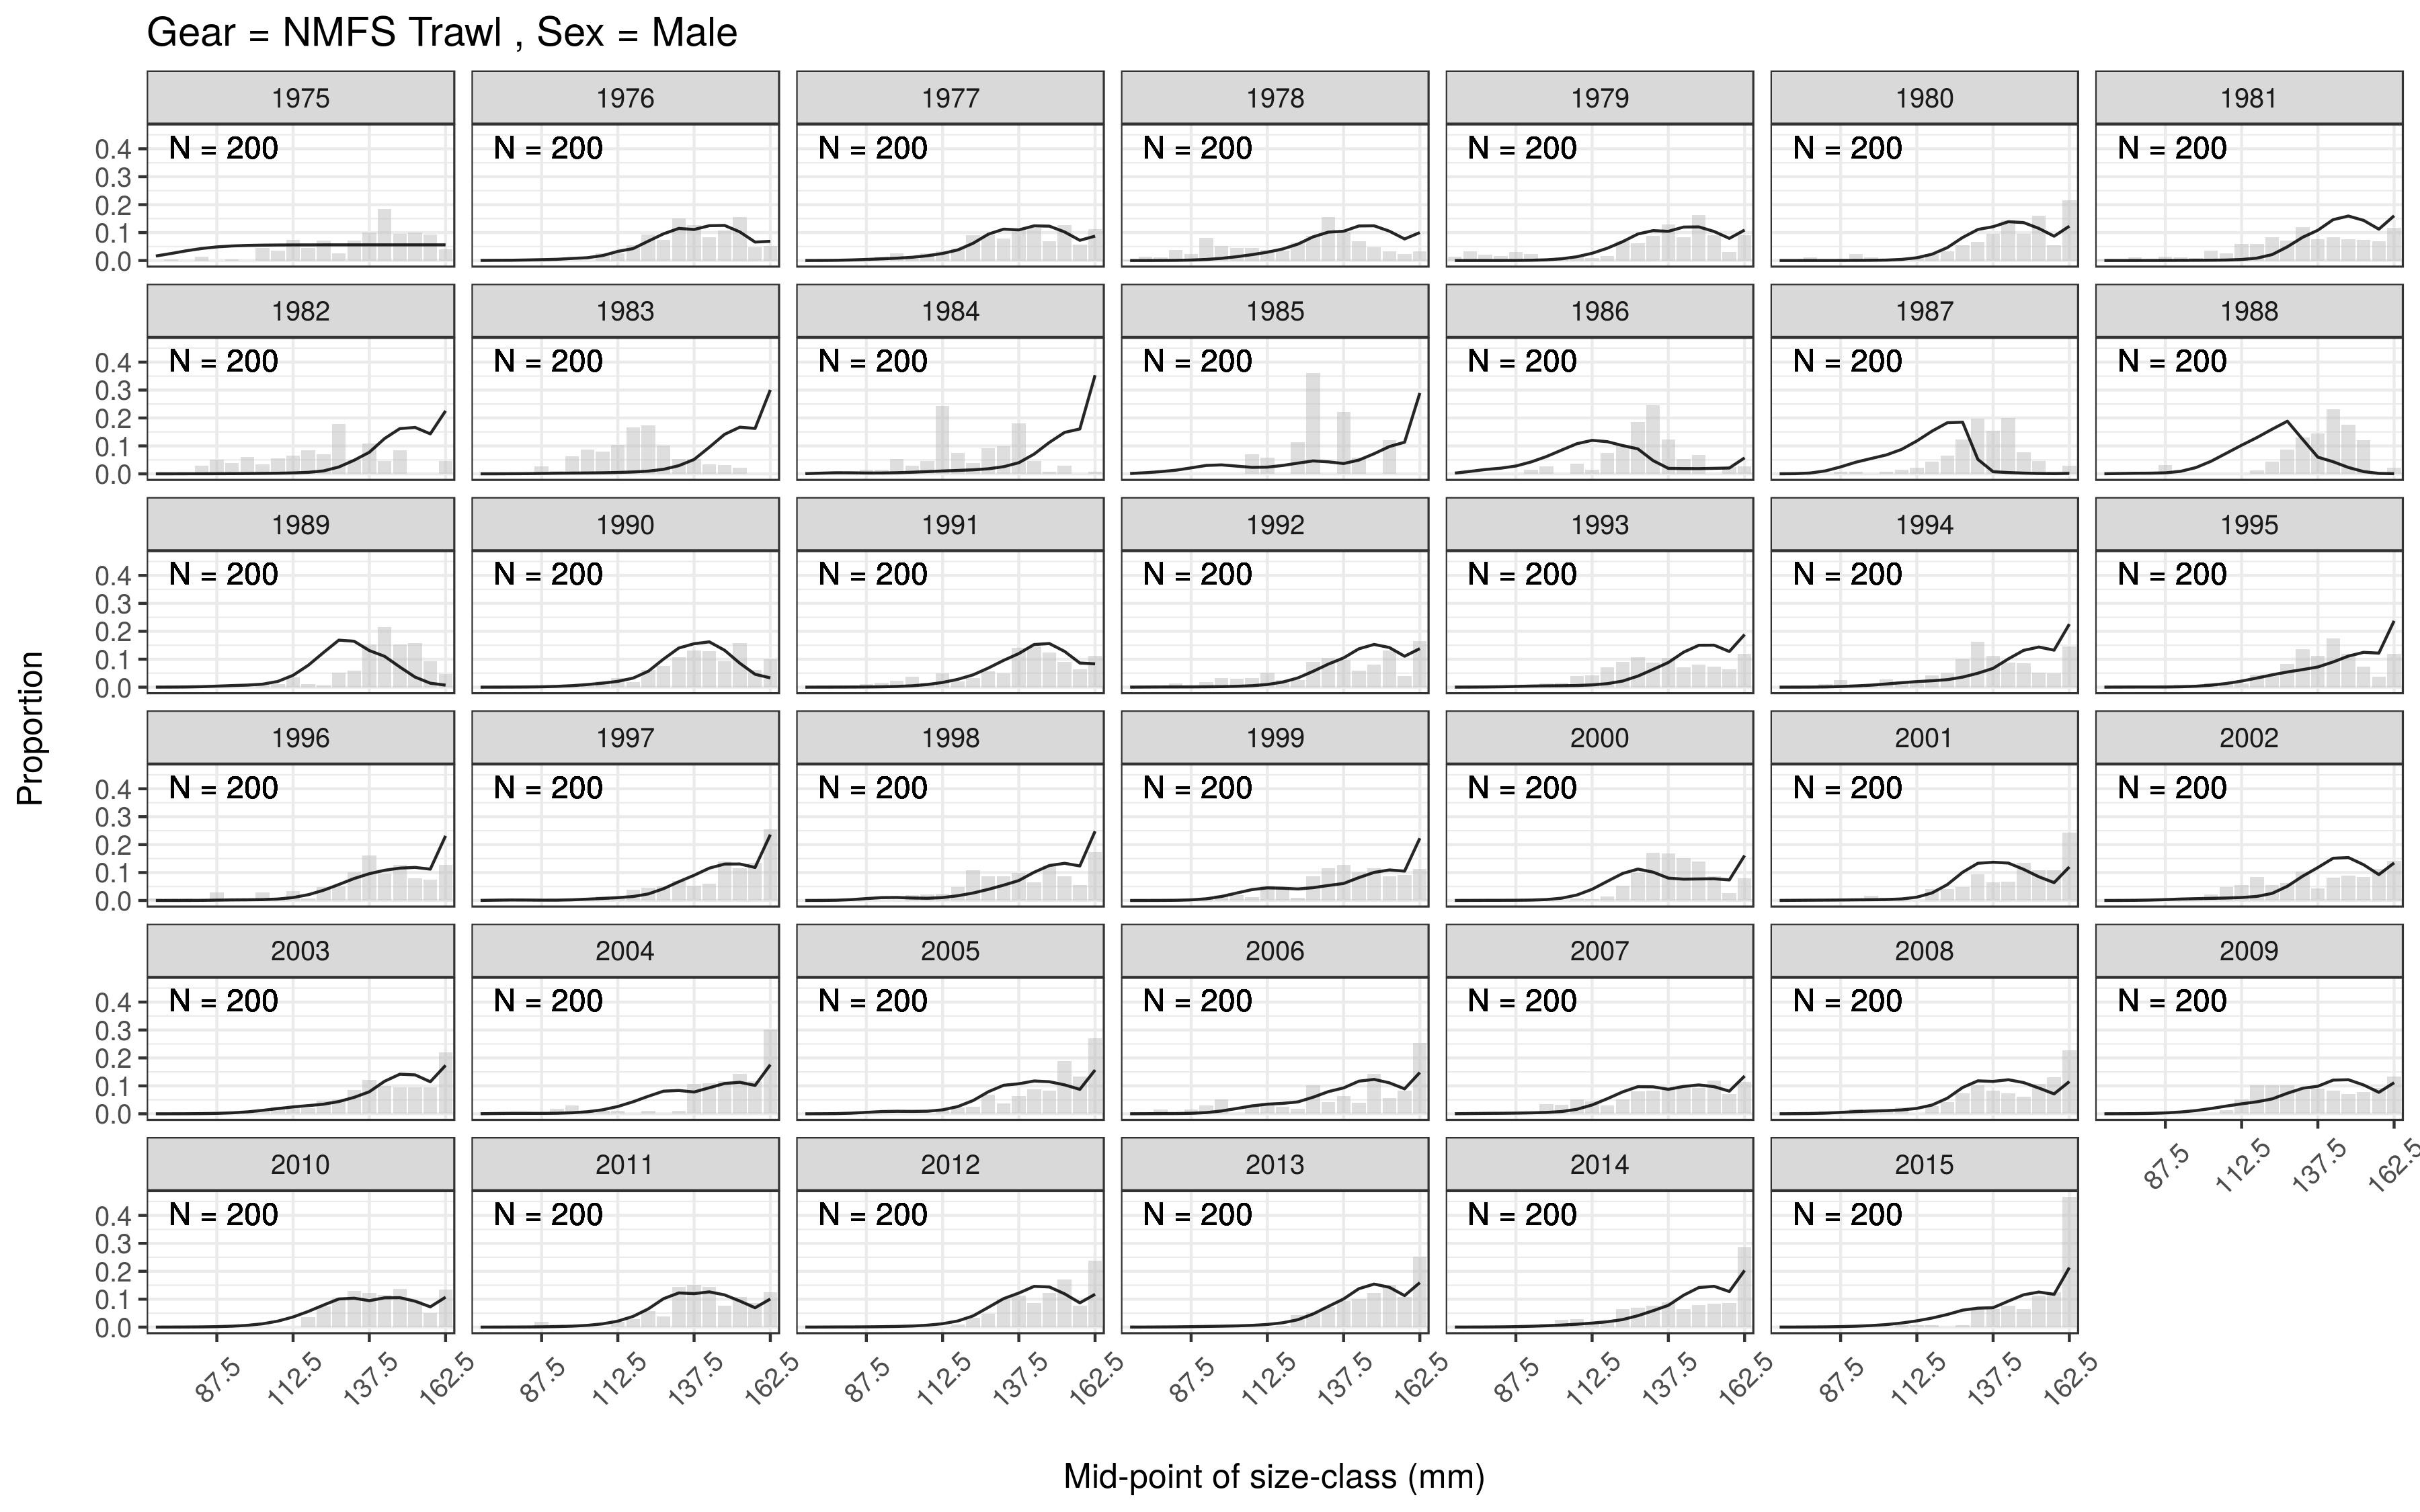 Gear = NMFS Trawl , Sex = Male
1975 1976 1977 1978 1979 1980 1981
N = 200 N = 200 N = 200 N = 200 N = 200 N = 200 N = 200
0.4
0.3
0.2
0.1
0.0
1982 1983 1984 1985 1986 1987 1988
N = 200 N = 200 N = 200 N = 200 N = 200 N = 200 N = 200
0.4
0.3
0.2
0.1
0.0
1989 1990 1991 1992 1993 1994 1995
N = 200 N = 200 N = 200 N = 200 N = 200 N = 200 N = 200
0.4
0.3
0.2
0.1
0.0
Proportion
1996 1997 1998 1999 2000 2001 2002
N = 200 N = 200 N = 200 N = 200 N = 200 N = 200 N = 200
0.4
0.3
0.2
0.1
0.0
2003 2004 2005 2006 2007 2008 2009
N = 200 N = 200 N = 200 N = 200 N = 200 N = 200 N = 200
0.4
0.3
0.2
0.1
0.0
87.5 112.5 137.5 162.5
2010 2011 2012 2013 2014 2015
N = 200 N = 200 N = 200 N = 200 N = 200 N = 200
0.4
0.3
0.2
0.1
0.0
87.5 112.5 137.5 162.5 87.5 112.5 137.5 162.5 87.5 112.5 137.5 162.5 87.5 112.5 137.5 162.5 87.5 112.5 137.5 162.5 87.5 112.5 137.5 162.5
Mid-point of size-class (mm)